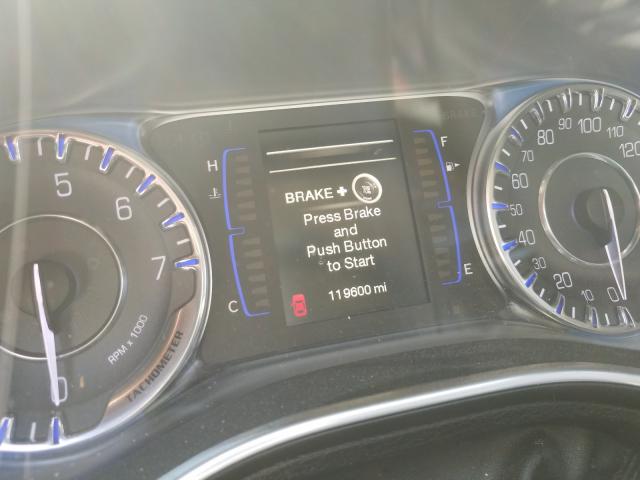 5
6
7
0
RPM x 1000
TACHOMETER
H
C
BRAKE +
Press Brake
and
Push Button
to Start
119600 mi
F
E
BRAKE
0
10
20
30
40
50
60
70
80
90
100
110
120